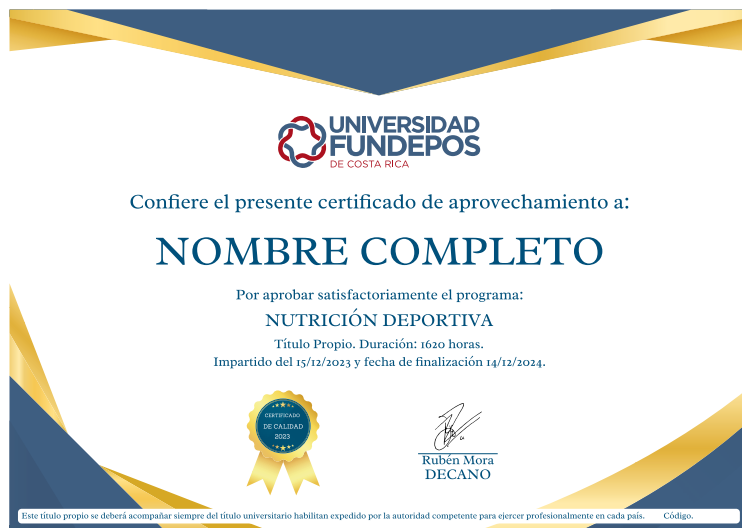 UNIVERSIDAD
FUNDEPOS
DE COSTA RICA
Confiere el presente certificado de aprovechamiento a:
NOMBRE COMPLETO
Por aprobar satisfactoriamente el programa:
NUTRICIÓN DEPORTIVA
Título Propio. Duración: 1620 horas.
Impartido del 15/12/2023 y fecha de finalización 14/12/2024.
CERTIFICADO
DE CALIDAD
2023
Rubén Mora
DECANO
Este título propio se deberá acompañar siempre del título universitario habilitan expedido por la autoridad competente para ejercer profesionalmente en cada país. Código.